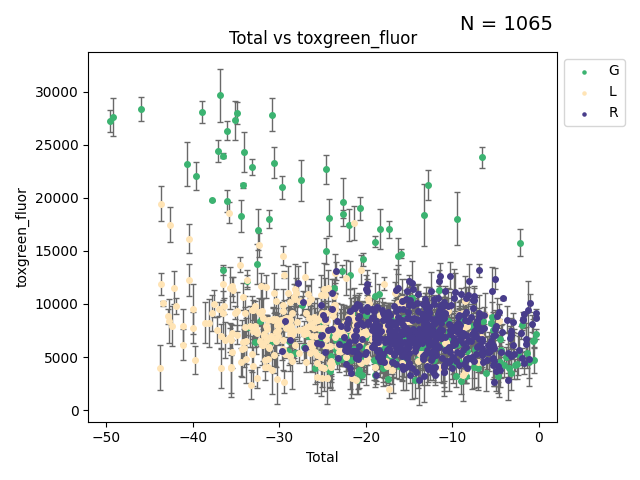 N = 1065
Total vs toxgreen_fluor
G
L
R
30000
25000
20000
15000
10000
5000
0
toxgreen_fluor
−50
−40
−30
−20
−10
0
Total